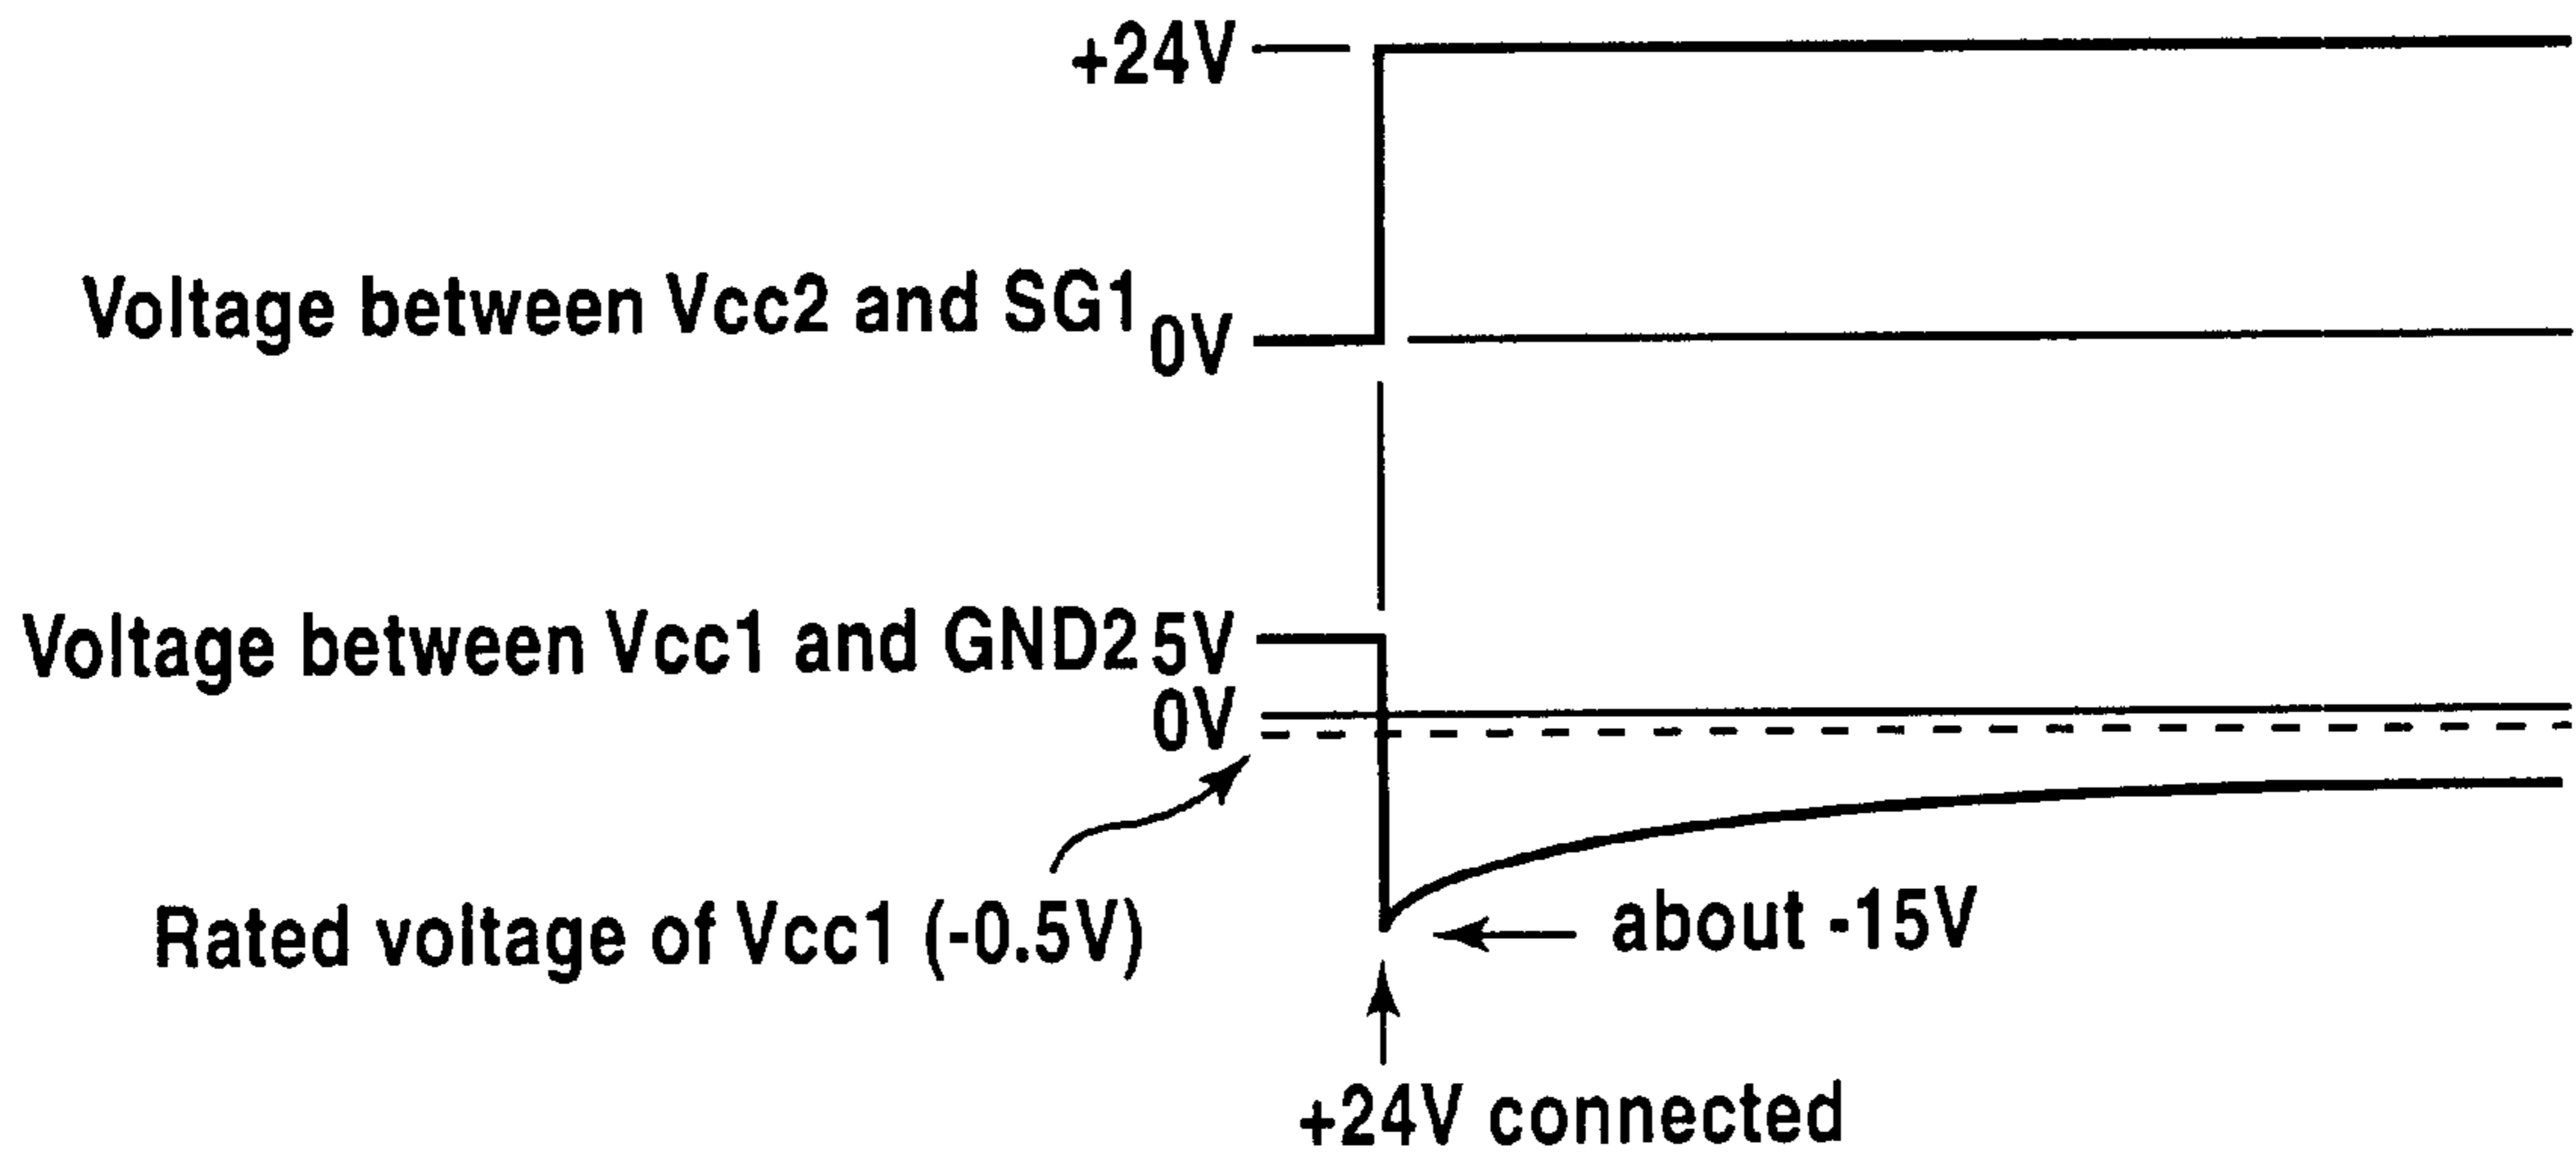 +24V
Voltage between Vcc2 and SG1
0V
Voltage between Vcc1 and GND2
5V
0V
Rated voltage of Vcc1 (-0.5V)
about -15V
+24V connected